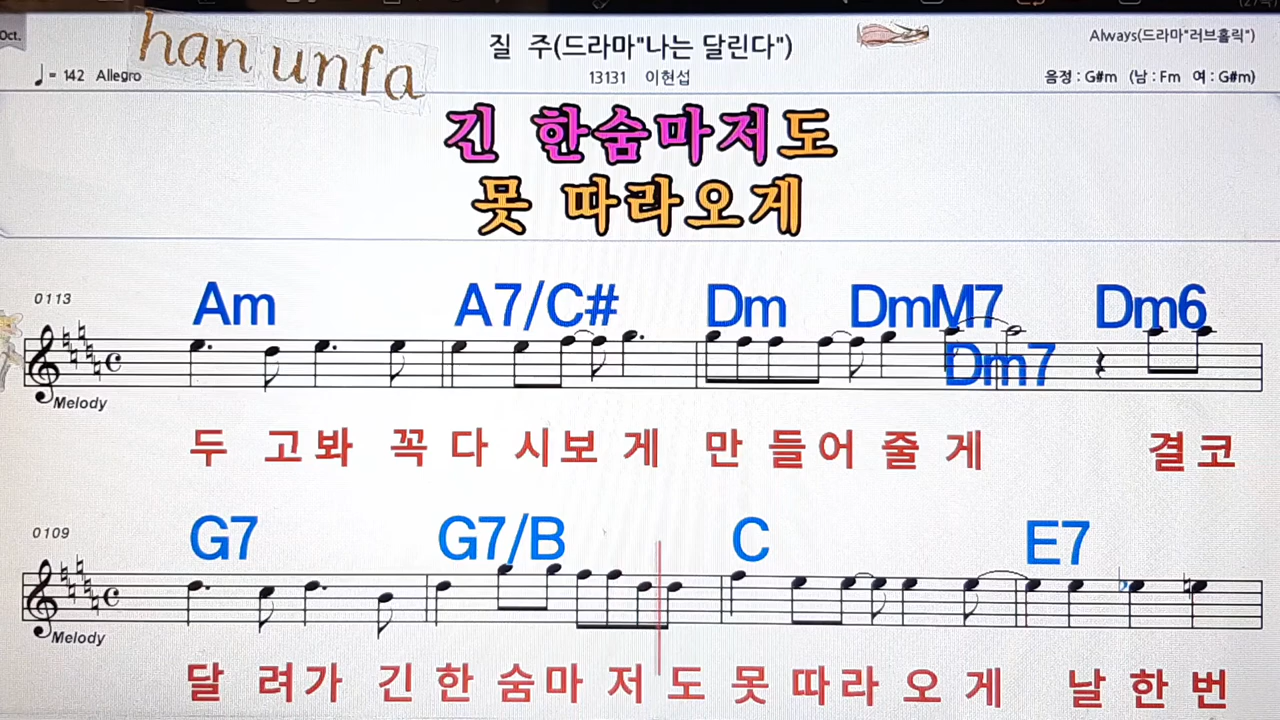 Oct.
han unfa
질 주(드라마"나는 달린다")
Always(드라마"러브홀릭")
♩= 142 Allegro
13131 이현섭
음정 : G#m (남 : Fm 여 : G#m)
긴 한숨마저도
못 따라오게
0113
Am A7/C# Dm DmM7 Dm7 Dm6
Melody
두 고봐 꼭 다 시보 게 만 들어 줄 게 결코
0109
G7 G7/B C E7
Melody
달 려가 긴 한 숨마 저 도 못 따라 오 게 날 한 번